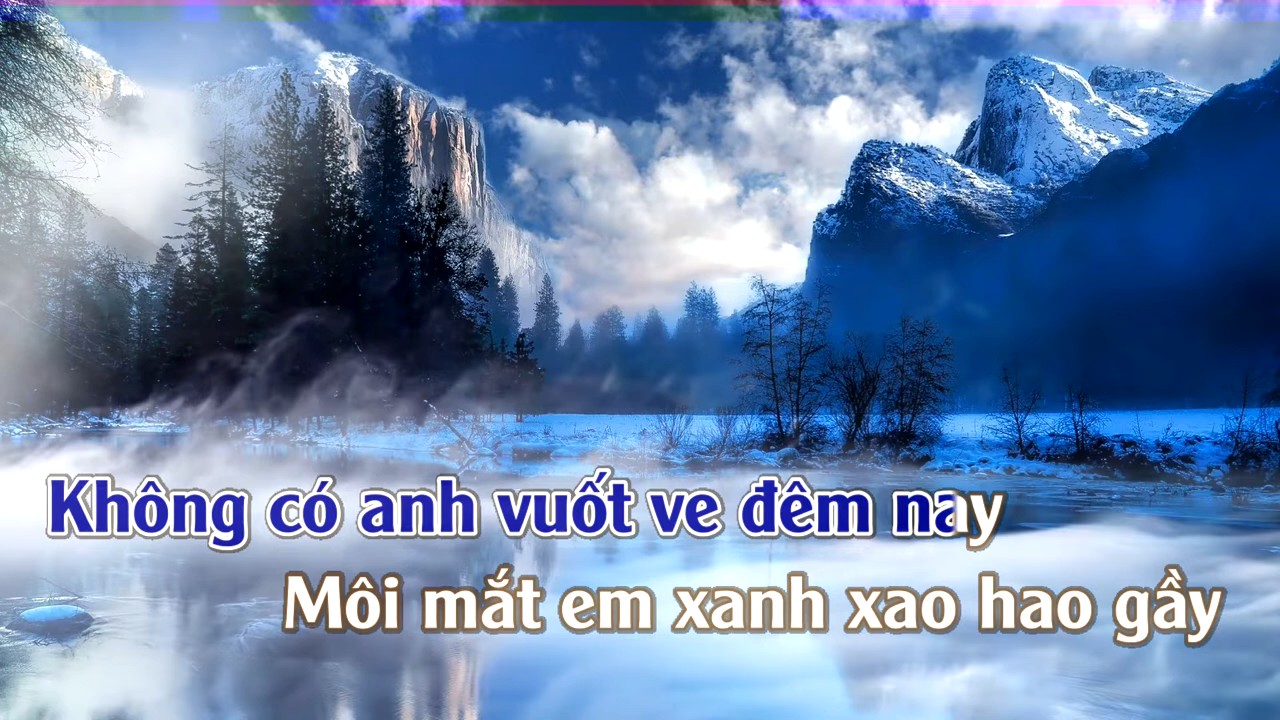 Không có anh vuốt ve đêm nay
Môi mắt em xanh xao hao gầy